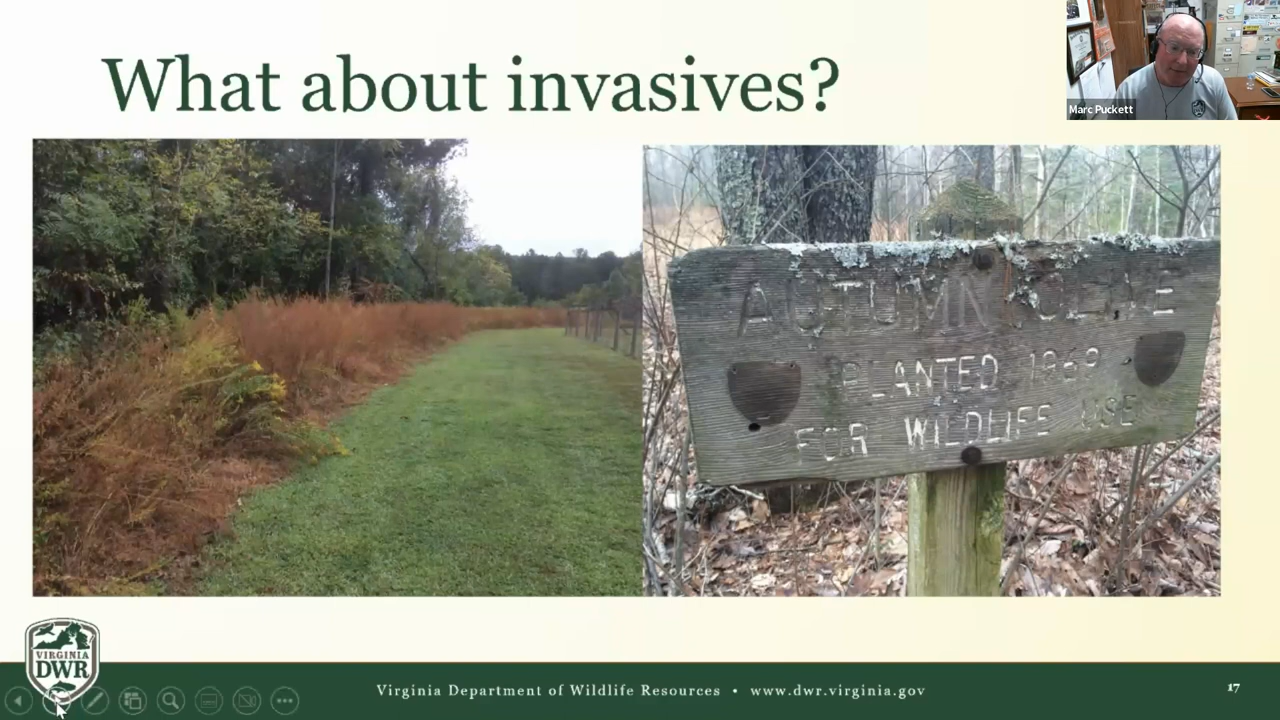 What about invasives?
Marc Puckett
AUTUMN OLIVE
PLANTED 1969
FOR WILDLIFE USE
VIRGINIA
DWR
Virginia Department of Wildlife Resources • www.dwr.virginia.gov
17